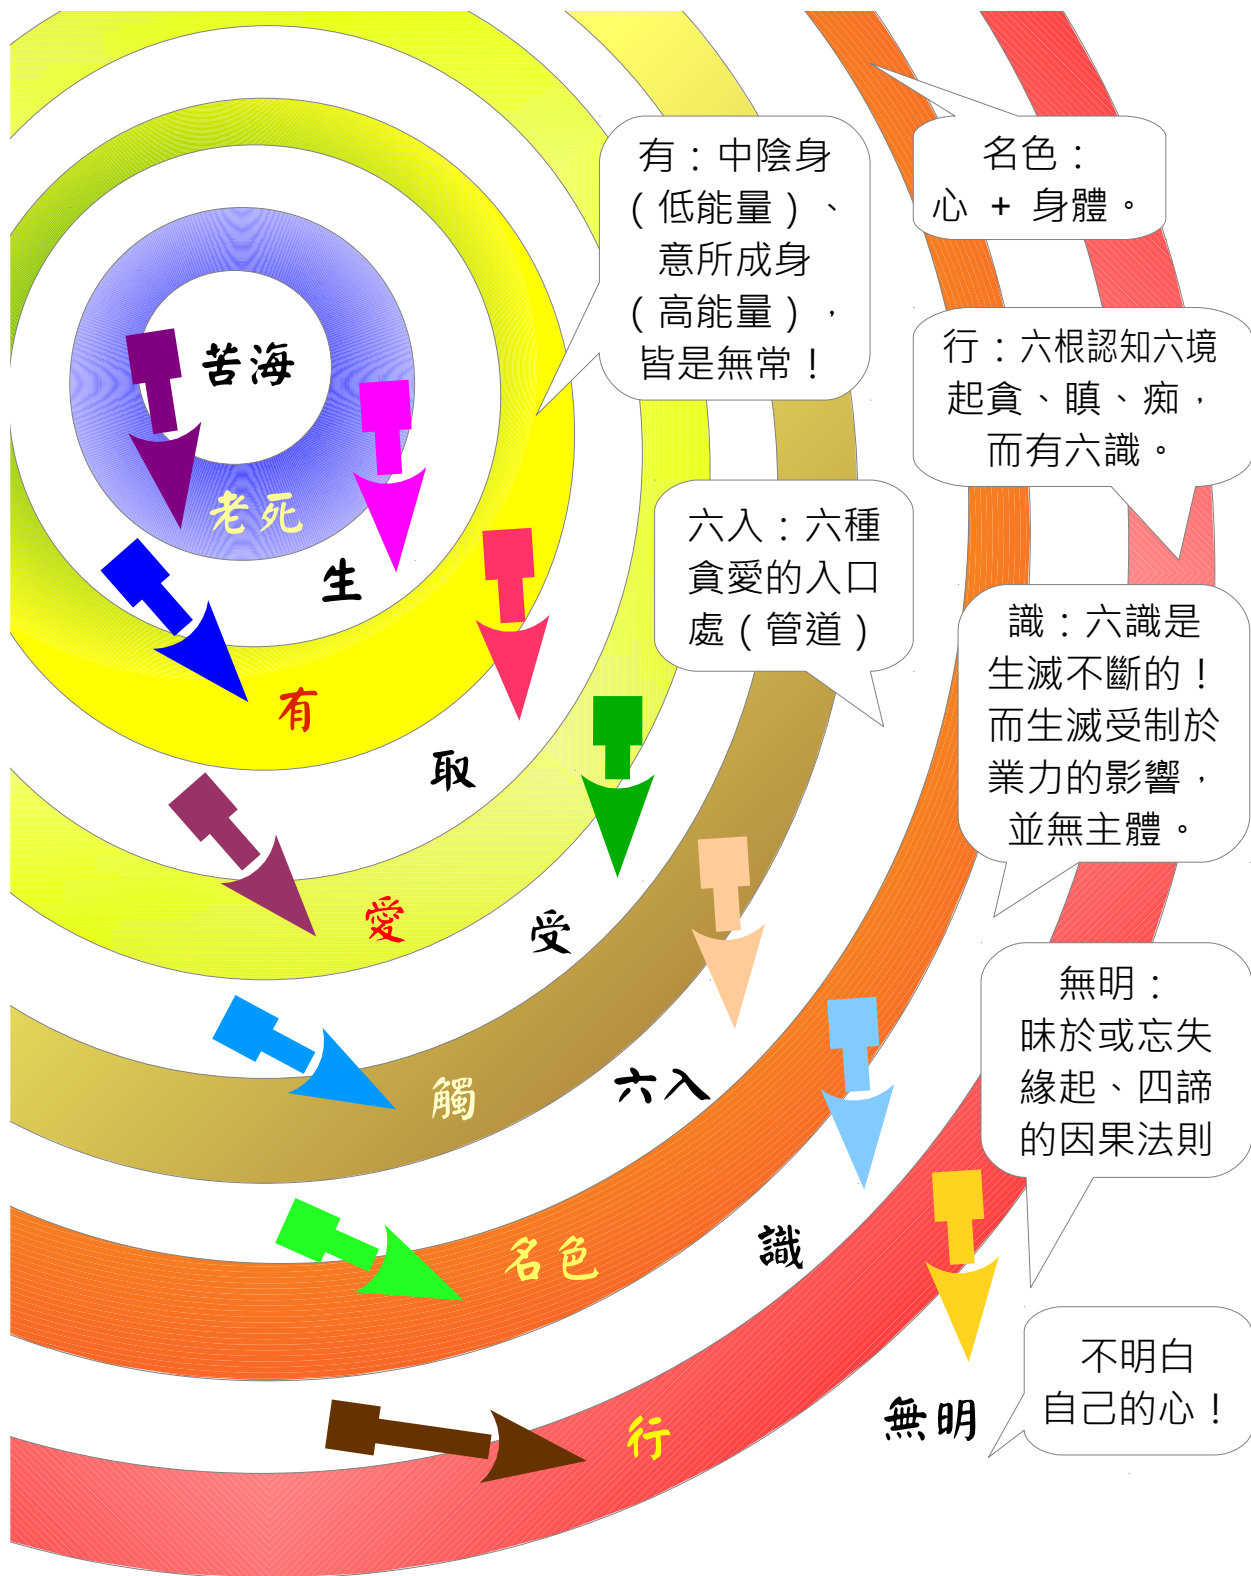 有：中陰身
（低能量）、
意所成身
（高能量），
皆是無常！
名色：
心 + 身體。
行：六根認知六境
起貪、瞋、痴，
而有六識。
六入：六種
貪愛的入口
處（管道）
識：六識是
生滅不斷的！
而生滅受制於
業力的影響，
並無主體。
無明：
昧於或忘失
緣起、四諦
的因果法則
不明白
自己的心！
苦海
老死
生
有
取
愛
受
觸
六入
名色
識
行
無明